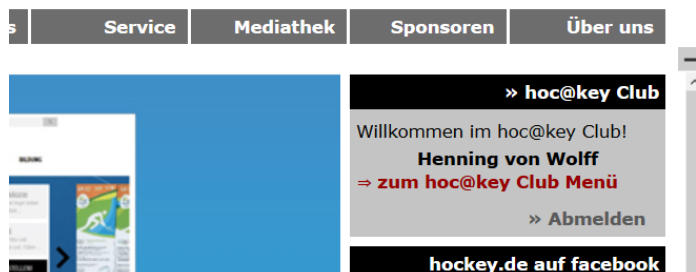 Service Mediathek Sponsoren Über uns
» hoc@key Club
Willkommen im hoc@key Club!
Henning von Wolff
⇒ zum hoc@key Club Menü
» Abmelden
BILDUNG
hockey.de auf facebook